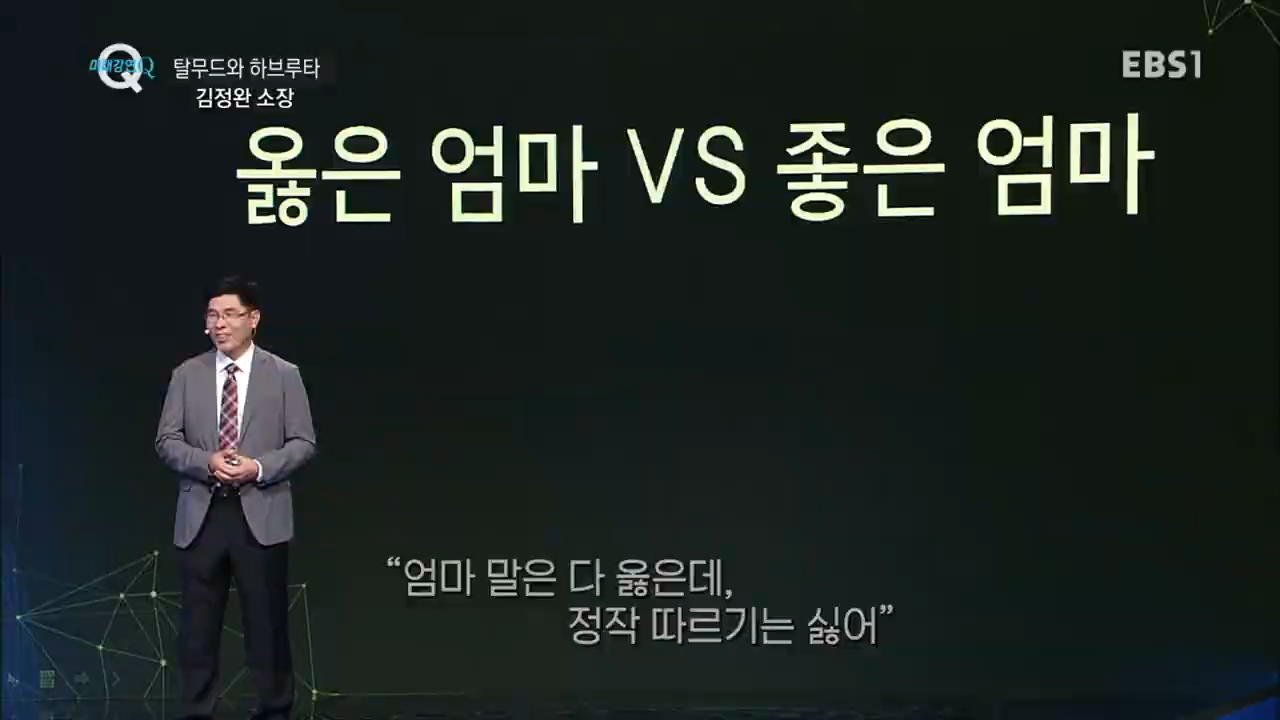 미래강연Q
탈무드와 하브루타
김정완 소장
EBS1
옳은 엄마 VS 좋은 엄마
“엄마 말은 다 옳은데,
정작 따르기는 싫어”